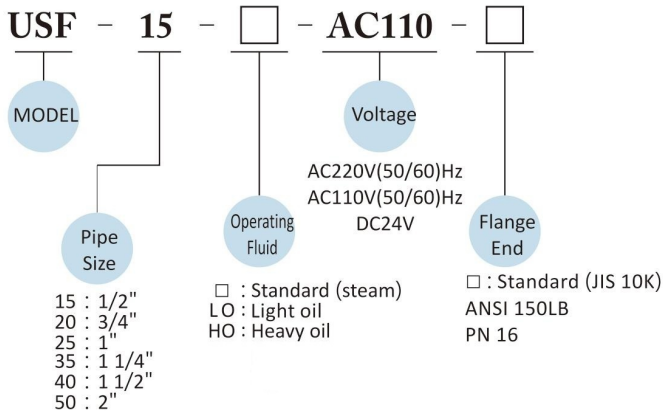 USF - 15 - □ - AC110 - □
MODEL
Pipe
Size
15 : 1/2"
20 : 3/4"
25 : 1"
35 : 1 1/4"
40 : 1 1/2"
50 : 2"
Operating
Fluid
□ : Standard (steam)
LO : Light oil
HO : Heavy oil
Voltage
AC220V(50/60)Hz
AC110V(50/60)Hz
DC24V
Flange
End
□ : Standard (JIS 10K)
ANSI 150LB
PN 16